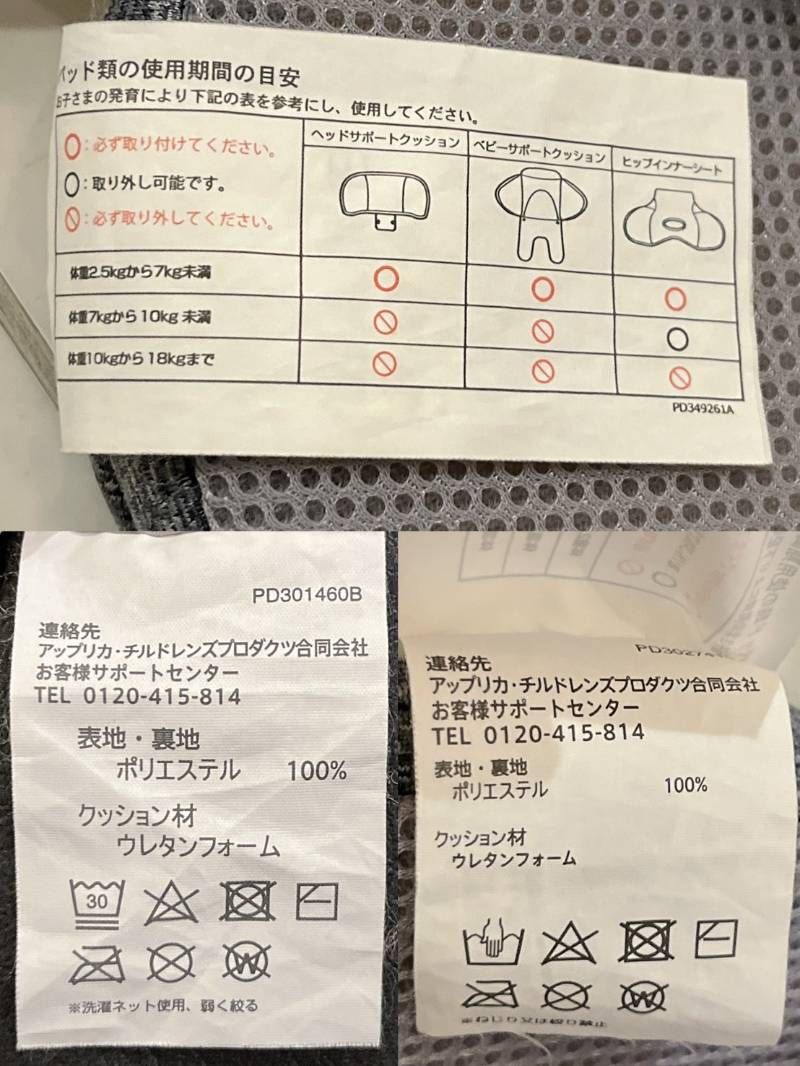 ッド類の使用期間の目安
お子さまの発育により下記の表を参考にし、使用してください。
:必ず取り付けてください。
:取り外し可能です。
:必ず取り外してください。
ヘッドサポートクッション
ベビーサポートクッション
ヒップインナーシート
体重2.5kgから7kg未満
体重7kgから10kg未満
体重10kgから18kgまで
PD349261A
PD301460B
連絡先
アップリカ・チルドレンズプロダクツ合同会社
お客様サポートセンター
TEL 0120-415-814
表地・裏地
ポリエステル 100%
クッション材
ウレタンフォーム
30
W
※洗濯ネット使用、弱く絞る
連絡先
アップリカ・チルドレンズプロダクツ合同会社
お客様サポートセンター
TEL 0120-415-814
表地・裏地
ポリエステル 100%
クッション材
ウレタンフォーム
W
※ねじり又は絞り禁止